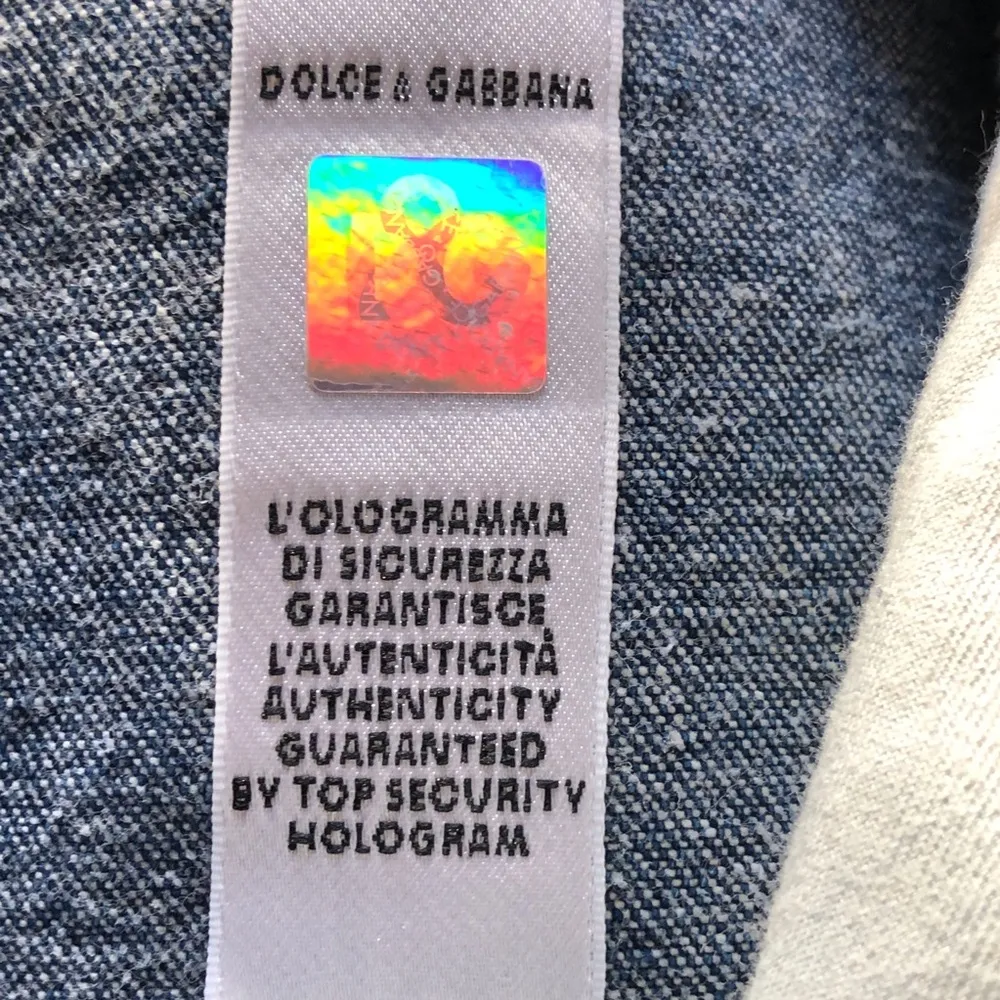 DOLCE & GABBANA
L'OLOGRAMMA
DI SICUREZZA
GARANTISCE
L'AUTENTICITÀ
AUTHENTICITY
GUARANTEED
BY TOP SECURITY
HOLOGRAM